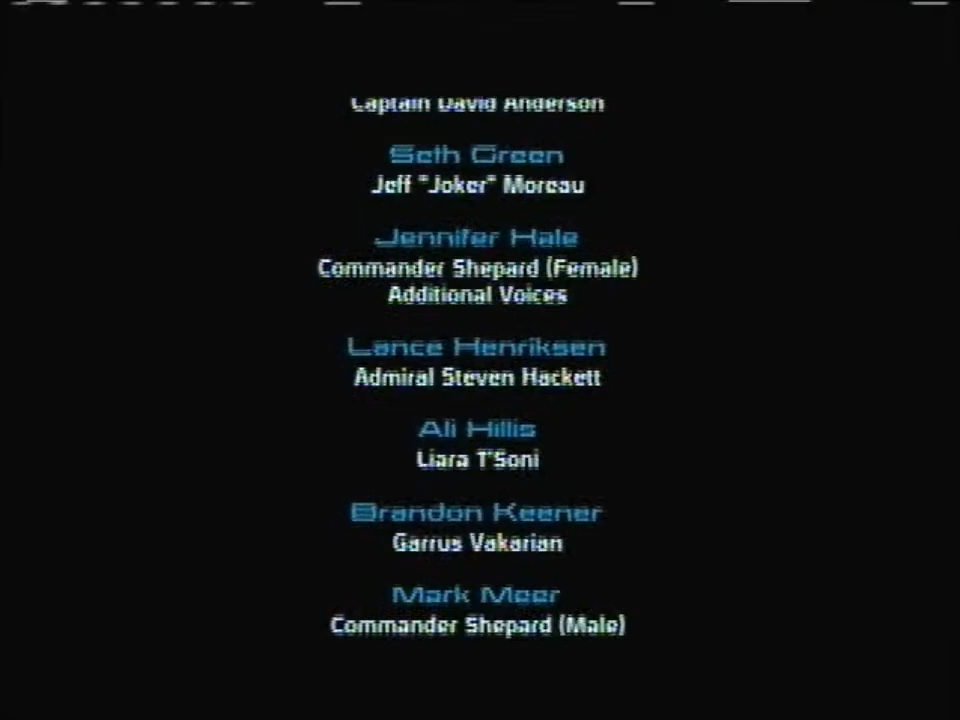 Captain David Anderson
Seth Green
Jeff "Joker" Moreau
Jennifer Hale
Commander Shepard (Female)
Additional Voices
Lance Henriksen
Admiral Steven Hackett
Ali Hillis
Liara T'Soni
Brandon Keener
Garrus Vakarian
Mark Meer
Commander Shepard (Male)